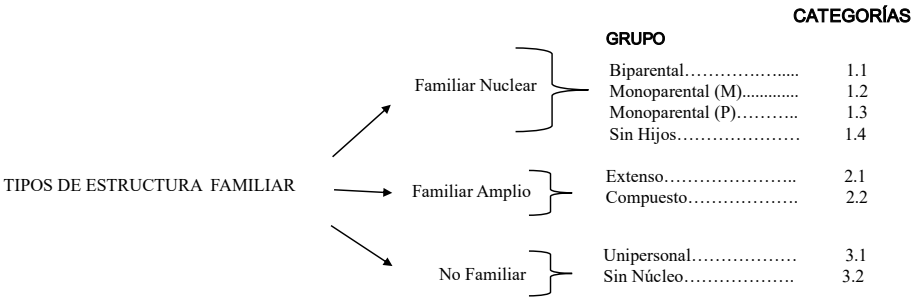 CATEGORÍAS
GRUPO
Familiar Nuclear
Biparental………….…..... 1.1
Monoparental (M)............. 1.2
Monoparental (P)……….. 1.3
Sin Hijos………………… 1.4
TIPOS DE ESTRUCTURA FAMILIAR
Familiar Amplio
Extenso………………….. 2.1
Compuesto………………. 2.2
No Familiar
Unipersonal……………… 3.1
Sin Núcleo………………. 3.2